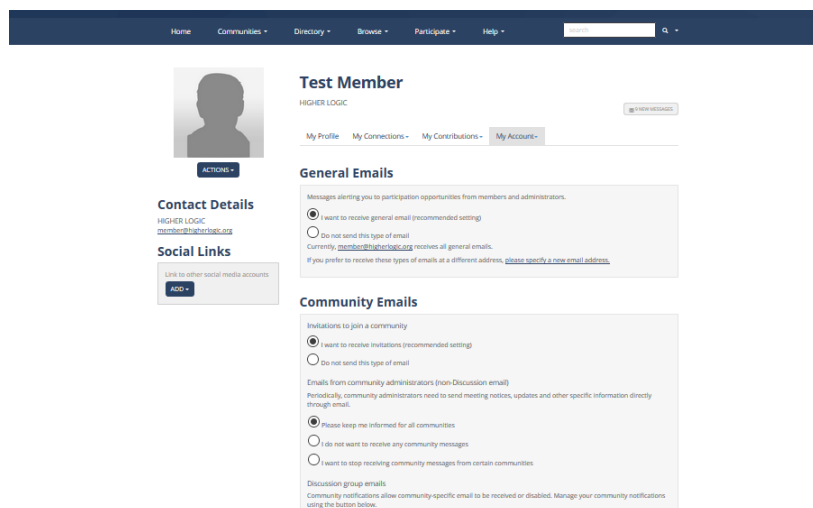 Home Communities Directory Browse Participate Help search
Test Member
HIGHER LOGIC
0 NEW MESSAGES
My Profile My Connections My Contributions My Account
ACTIONS
Contact Details
HIGHER LOGIC
member@higherlogic.org
Social Links
Link to other social media accounts
ADD
General Emails
Messages alerting you to participation opportunities from members and administrators.
I want to receive general email (recommended setting)
Do not send this type of email
Currently, member@higherlogic.org receives all general emails.
If you prefer to receive these types of emails at a different address, please specify a new email address.
Community Emails
Invitations to join a community
I want to receive invitations (recommended setting)
Do not send this type of email
Emails from community administrators (non-Discussion email)
Periodically, community administrators need to send meeting notices, updates and other specific information directly
through email.
Please keep me informed for all communities
I do not want to receive any community messages
I want to stop receiving community messages from certain communities
Discussion group emails
Community notifications allow community-specific email to be received or disabled. Manage your community notifications
using the button below.